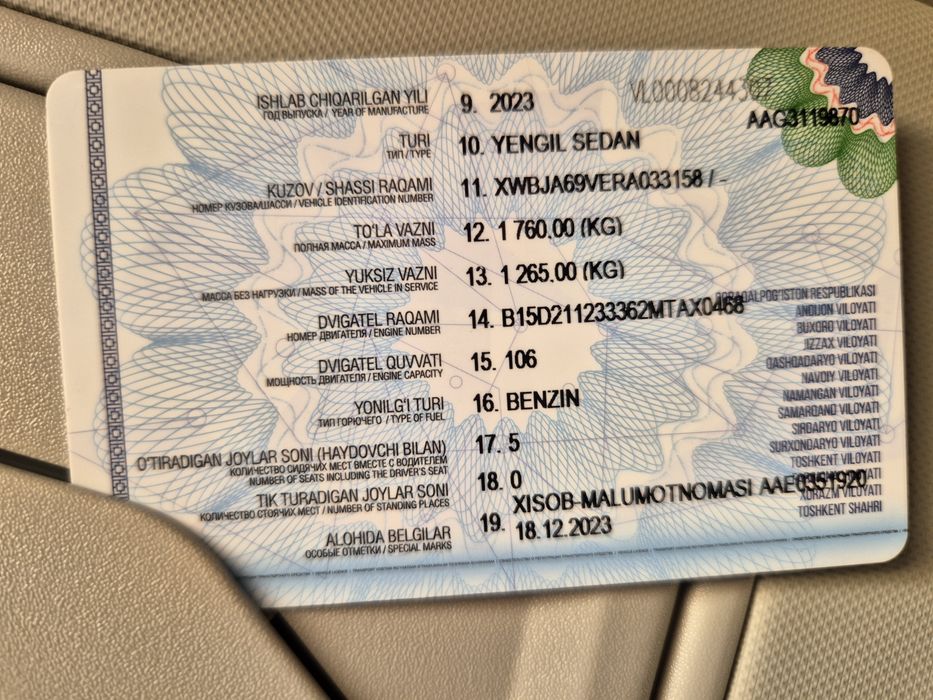 VL0008244302
AAG3119870
ISHLAB CHIQARILGAN YILI 9. 2023
ГОД ВЫПУСКА / YEAR OF MANUFACTURE
TURI 10. YENGIL SEDAN
ТИП / TYPE
KUZOV / SHASSI RAQAMI 11. XWBJA69VERA033158 / -
НОМЕР КУЗОВА/ШАССИ / VEHICLE IDENTIFICATION NUMBER
TO'LA VAZNI 12. 1 760.00 (KG)
ПОЛНАЯ МАССА / MAXIMUM MASS
YUKSIZ VAZNI 13. 1 265.00 (KG)
МАССА БЕЗ НАГРУЗКИ / MASS OF THE VEHICLE IN SERVICE
DVIGATEL RAQAMI 14. B15D211233362MTAX0468
НОМЕР ДВИГАТЕЛЯ / ENGINE NUMBER
DVIGATEL QUVVATI 15. 106
МОЩНОСТЬ ДВИГАТЕЛЯ / ENGINE CAPACITY
YONILG'I TURI 16. BENZIN
ТИП ГОРЮЧЕГО / TYPE OF FUEL
O'TIRADIGAN JOYLAR SONI (HAYDOVCHI BILAN) 17. 5
КОЛИЧЕСТВО СИДЯЧИХ МЕСТ ВМЕСТЕ С ВОДИТЕЛЕМ
NUMBER OF SEATS INCLUDING THE DRIVER'S SEAT
TIK TURADIGAN JOYLAR SONI 18. 0
КОЛИЧЕСТВО СТОЯЧИХ МЕСТ / NUMBER OF STANDING PLACES
ALOHIDA BELGILAR 19. XISOB-MALUMOTNOMASI AAE0351920
ОСОБЫЕ ОТМЕТКИ / SPECIAL MARKS 18.12.2023
RESPUBLIKASI
ANDIJON VILOYATI
BUXORO VILOYATI
JIZZAX VILOYATI
QASHQADARYO VILOYATI
NAVOIY VILOYATI
NAMANGAN VILOYATI
SAMARQAND VILOYATI
SIRDARYO VILOYATI
SURXONDARYO VILOYATI
TOSHKENT VILOYATI
XORAZM VILOYATI
TOSHKENT SHAHRI